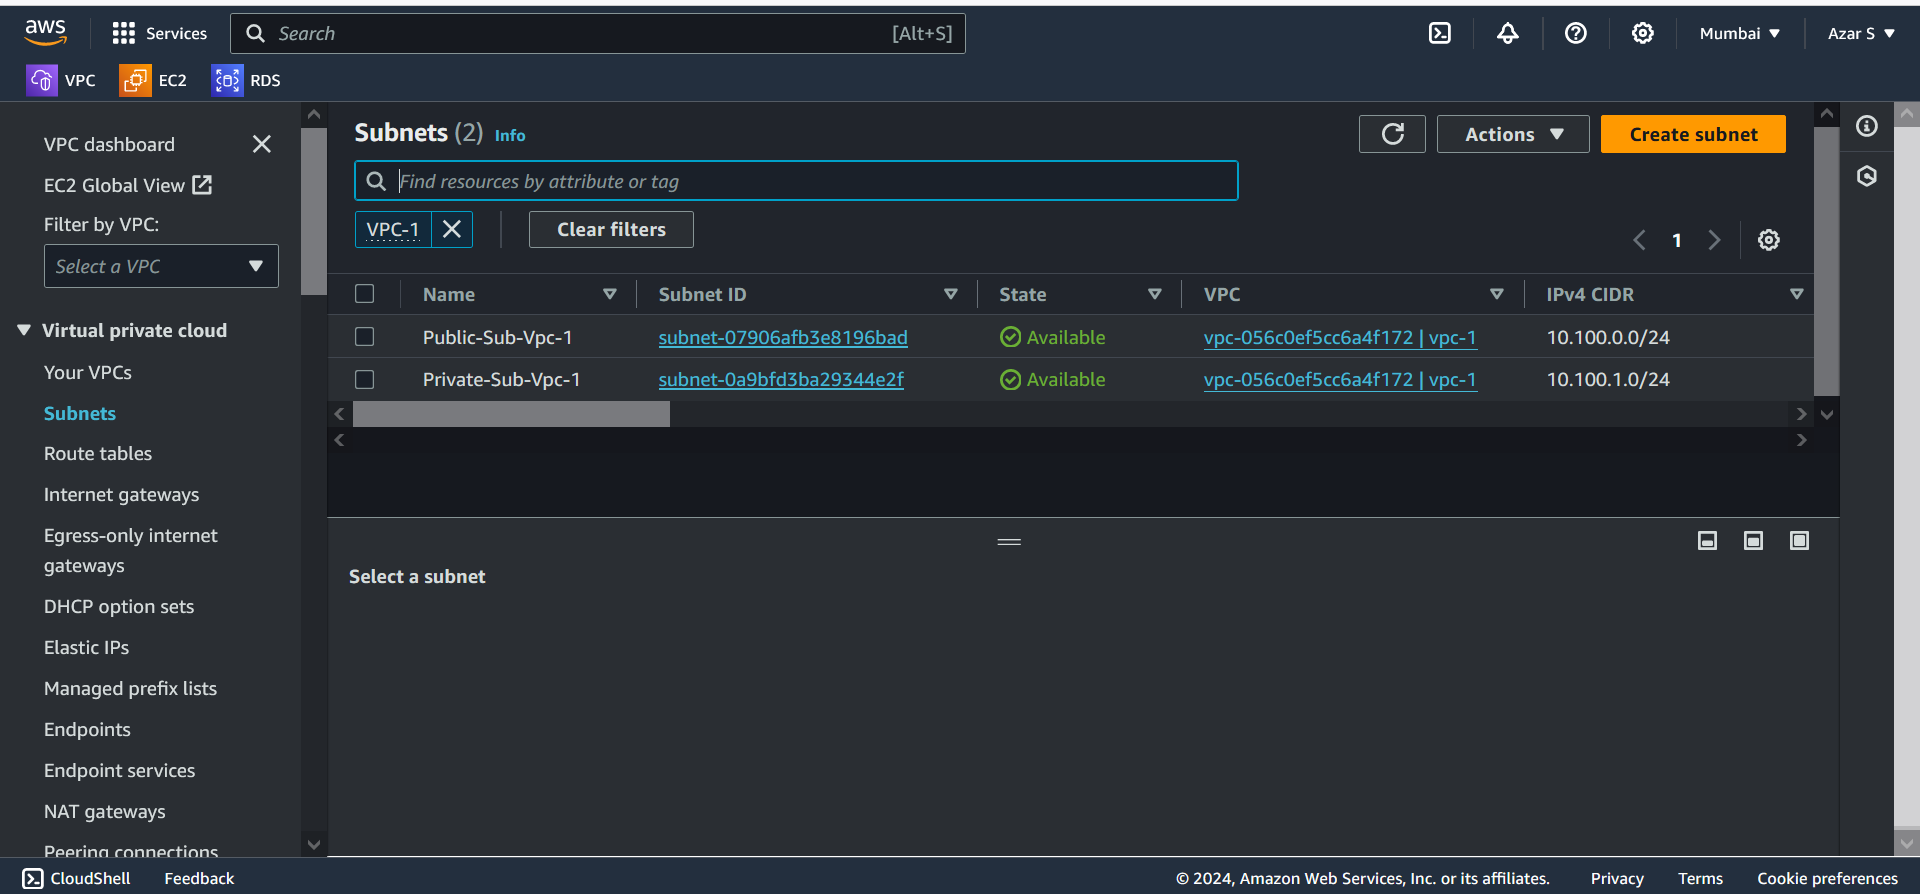 aws Services Search [Alt+S] Mumbai Azar S
VPC EC2 RDS
VPC dashboard
EC2 Global View
Filter by VPC:
Select a VPC
Virtual private cloud
Your VPCs
Subnets
Route tables
Internet gateways
Egress-only internet
gateways
DHCP option sets
Elastic IPs
Managed prefix lists
Endpoints
Endpoint services
NAT gateways
Peering connections
Subnets (2) Info Actions Create subnet
Find resources by attribute or tag
VPC-1 Clear filters
1
Name Subnet ID State VPC IPv4 CIDR
Public-Sub-Vpc-1 subnet-07906afb3e8196bad Available vpc-056c0ef5cc6a4f172 | vpc-1 10.100.0.0/24
Private-Sub-Vpc-1 subnet-0a9bfd3ba29344e2f Available vpc-056c0ef5cc6a4f172 | vpc-1 10.100.1.0/24
Select a subnet
CloudShell Feedback © 2024, Amazon Web Services, Inc. or its affiliates. Privacy Terms Cookie preferences